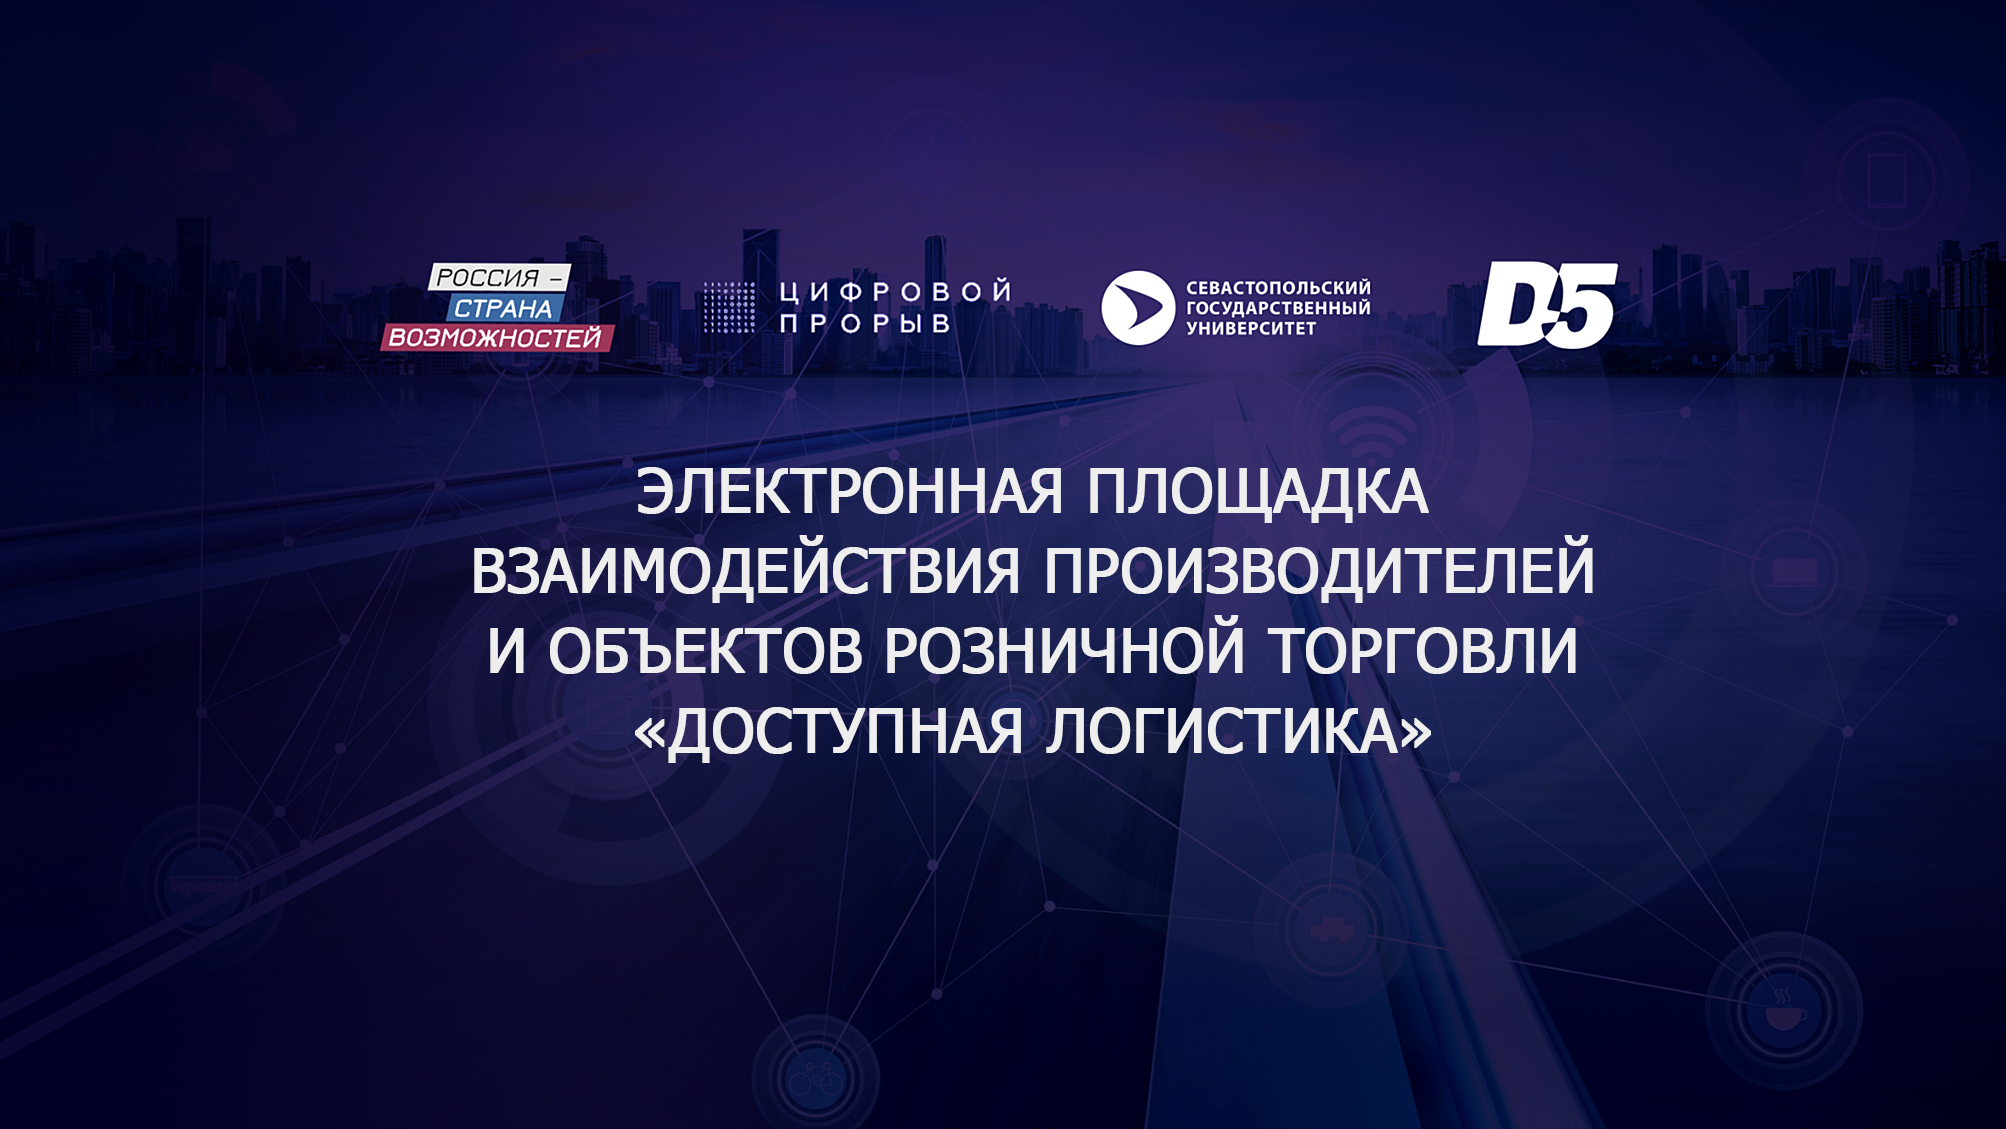 РОССИЯ –
СТРАНА
ВОЗМОЖНОСТЕЙ
ЦИФРОВОЙ
ПРОРЫВ
СЕВАСТОПОЛЬСКИЙ
ГОСУДАРСТВЕННЫЙ
УНИВЕРСИТЕТ
D5
ЭЛЕКТРОННАЯ ПЛОЩАДКА
ВЗАИМОДЕЙСТВИЯ ПРОИЗВОДИТЕЛЕЙ
И ОБЪЕКТОВ РОЗНИЧНОЙ ТОРГОВЛИ
«ДОСТУПНАЯ ЛОГИСТИКА»